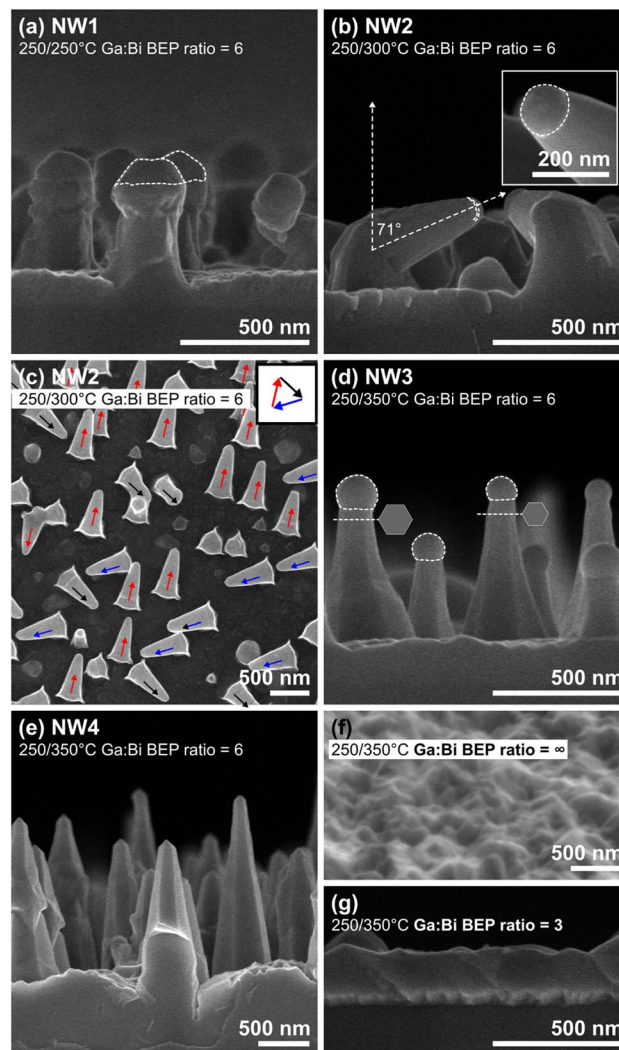 (a) NW1
250/250°C Ga:Bi BEP ratio = 6
500 nm
(b) NW2
250/300°C Ga:Bi BEP ratio = 6
200 nm
71°
500 nm
(c) NW2
250/300°C Ga:Bi BEP ratio = 6
500 nm
(d) NW3
250/350°C Ga:Bi BEP ratio = 6
500 nm
(e) NW4
250/350°C Ga:Bi BEP ratio = 6
500 nm
(f)
250/350°C Ga:Bi BEP ratio = ∞
500 nm
(g)
250/350°C Ga:Bi BEP ratio = 3
500 nm